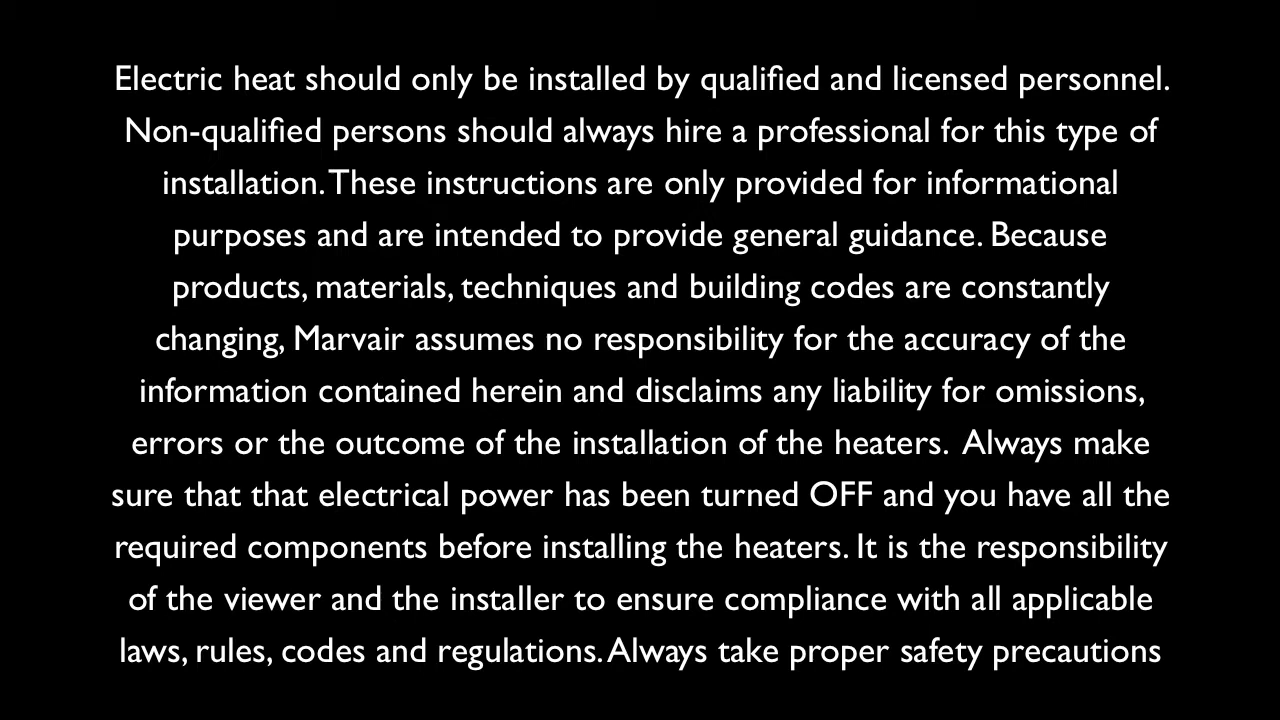 Electric heat should only be installed by qualified and licensed personnel.
Non-qualified persons should always hire a professional for this type of
installation. These instructions are only provided for informational
purposes and are intended to provide general guidance. Because
products, materials, techniques and building codes are constantly
changing, Marvair assumes no responsibility for the accuracy of the
information contained herein and disclaims any liability for omissions,
errors or the outcome of the installation of the heaters.  Always make
sure that that electrical power has been turned OFF and you have all the
required components before installing the heaters. It is the responsibility
of the viewer and the installer to ensure compliance with all applicable
laws, rules, codes and regulations. Always take proper safety precautions